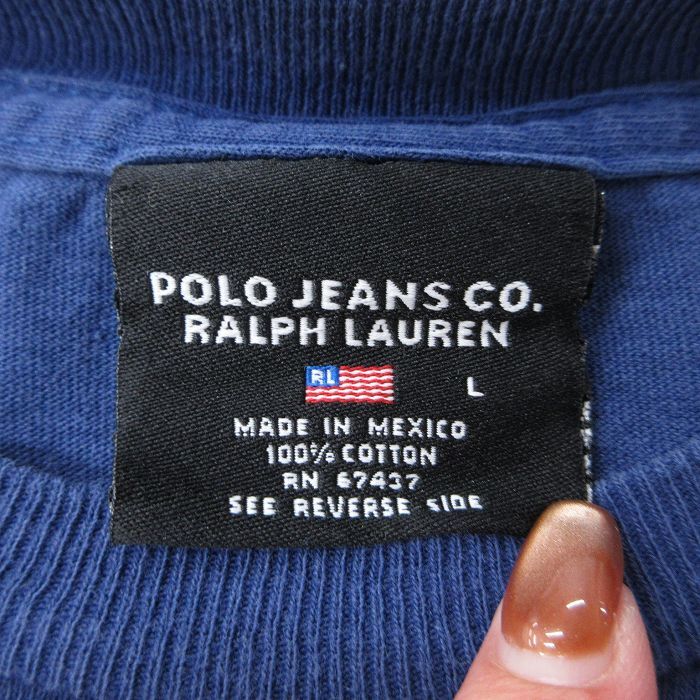 POLO JEANS CO.
RALPH LAUREN
RL
L
MADE IN MEXICO
100% COTTON
RN 67437
SEE REVERSE SIDE